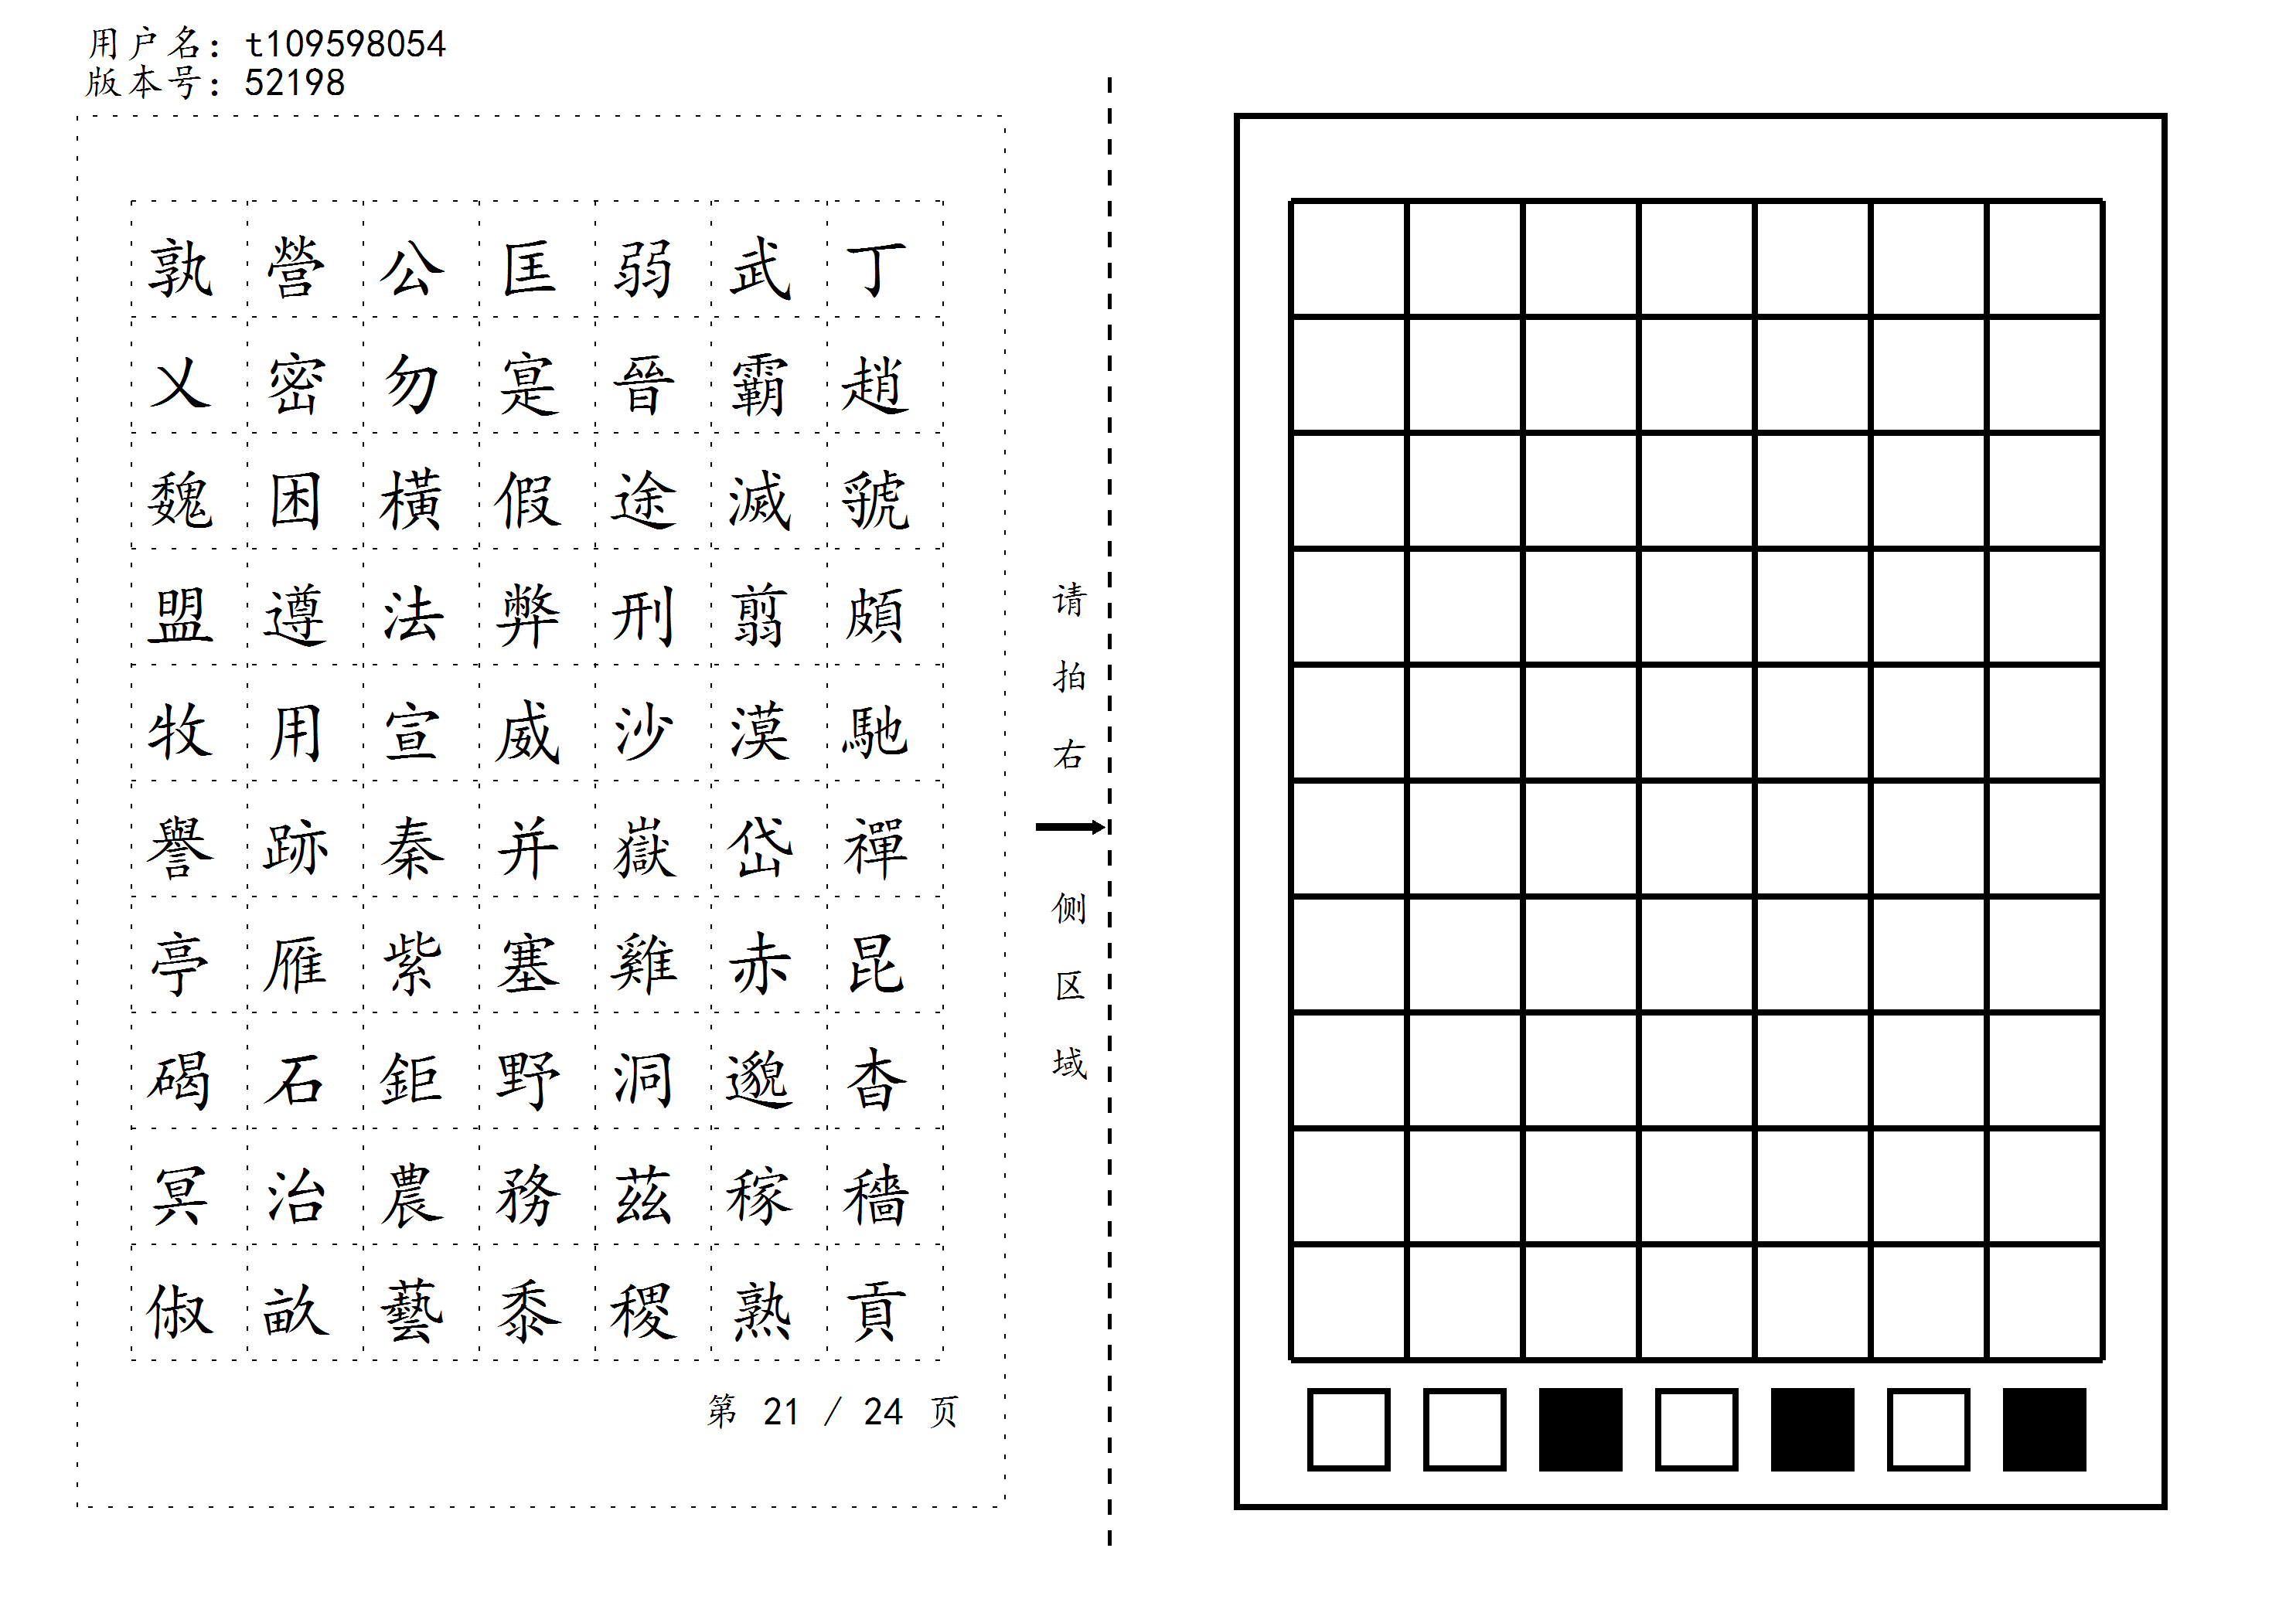 用户名: t109598054
版本号: 52198
孰營公匡弱武丁
乂密勿寔晉霸趙
魏困橫假途滅虢
盟遵法弊刑翦頗
牧用宣威沙漠馳
譽跡秦并嶽岱禪
亭雁紫塞雞赤昆
碣石鉅野洞邈杳
冥治農務茲稼穡
俶畝藝黍稷熟貢
第 21 / 24 页
请拍右侧区域